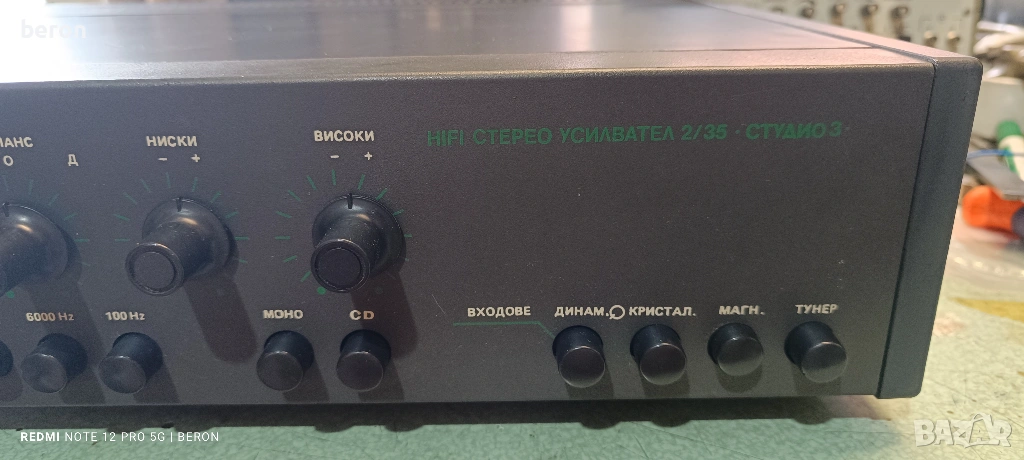 beron
НИСКИ
- +
ВИСОКИ
- +
HIFI СТЕРЕО УСИЛВАТЕЛ 2/35 · СТУДИО 3 ·
О Д
6000 Hz
100 Hz
МОНО
CD
ВХОДОВЕ
ДИНАМ.
КРИСТАЛ.
МАГН.
ТУНЕР
REDMI NOTE 12 PRO 5G | BERON
BAZAR